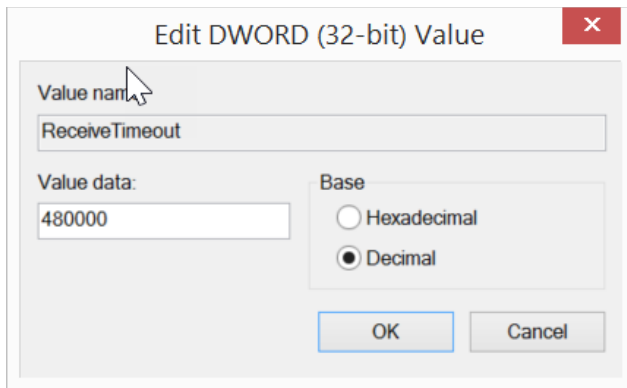 Edit DWORD (32-bit) Value
Value nam
ReceiveTimeout
Value data:
480000
Base
Hexadecimal
Decimal
OK
Cancel